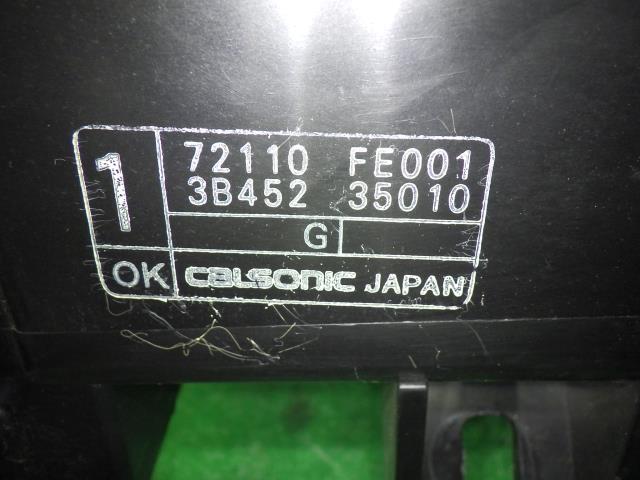 1
72110 FE001
3B452 35010
G
OK
CALSONIC JAPAN